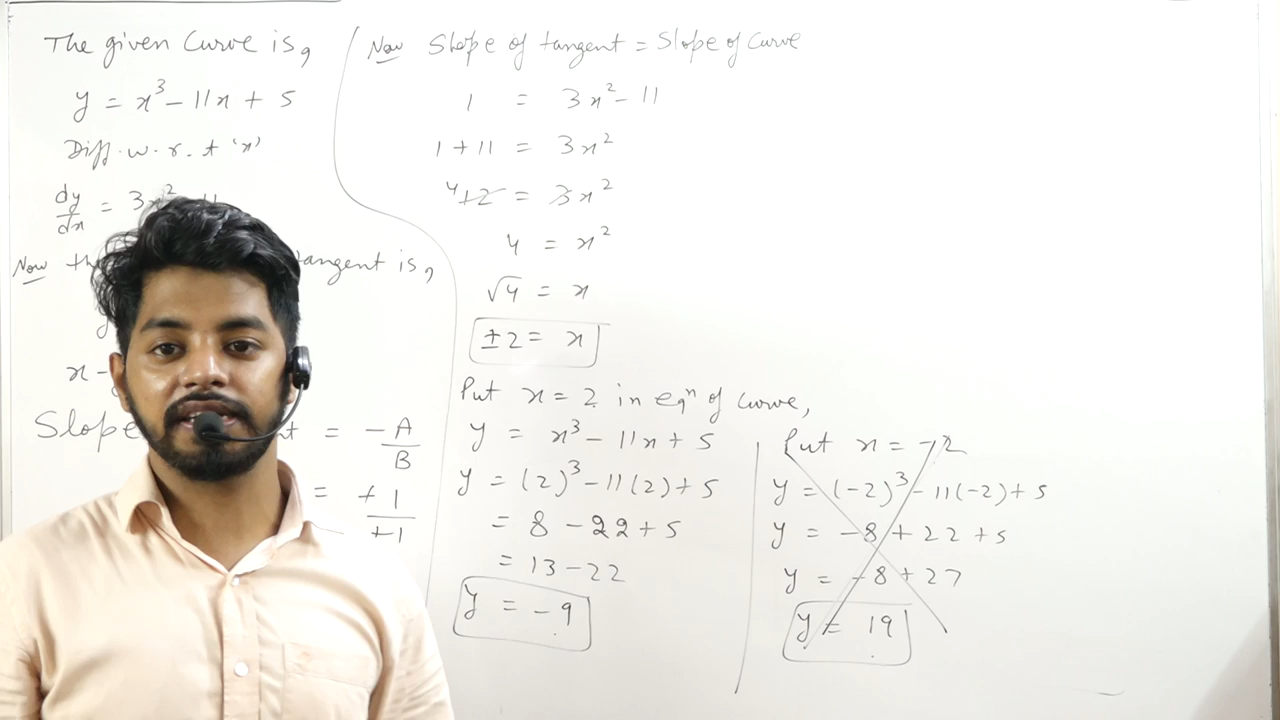 The given Curve is,
y = x³ - 11x + 5
Diff. w. r. t 'x'
dy/dx = 3x²
Now tangent is,
x -
Slope = -A/B
= +1/+1
Now Slope of tangent = Slope of curve
1 = 3x² - 11
1 + 11 = 3x²
4 12 = 3x²
4 = x²
√4 = x
±2 = x
Put x = 2 in eqⁿ of curve,
y = x³ - 11x + 5
y = (2)³ - 11(2) + 5
= 8 - 22 + 5
= 13 - 22
y = -9
Put x = -2
y = (-2)³ - 11(-2) + 5
y = -8 + 22 + 5
y = -8 + 27
y = 19